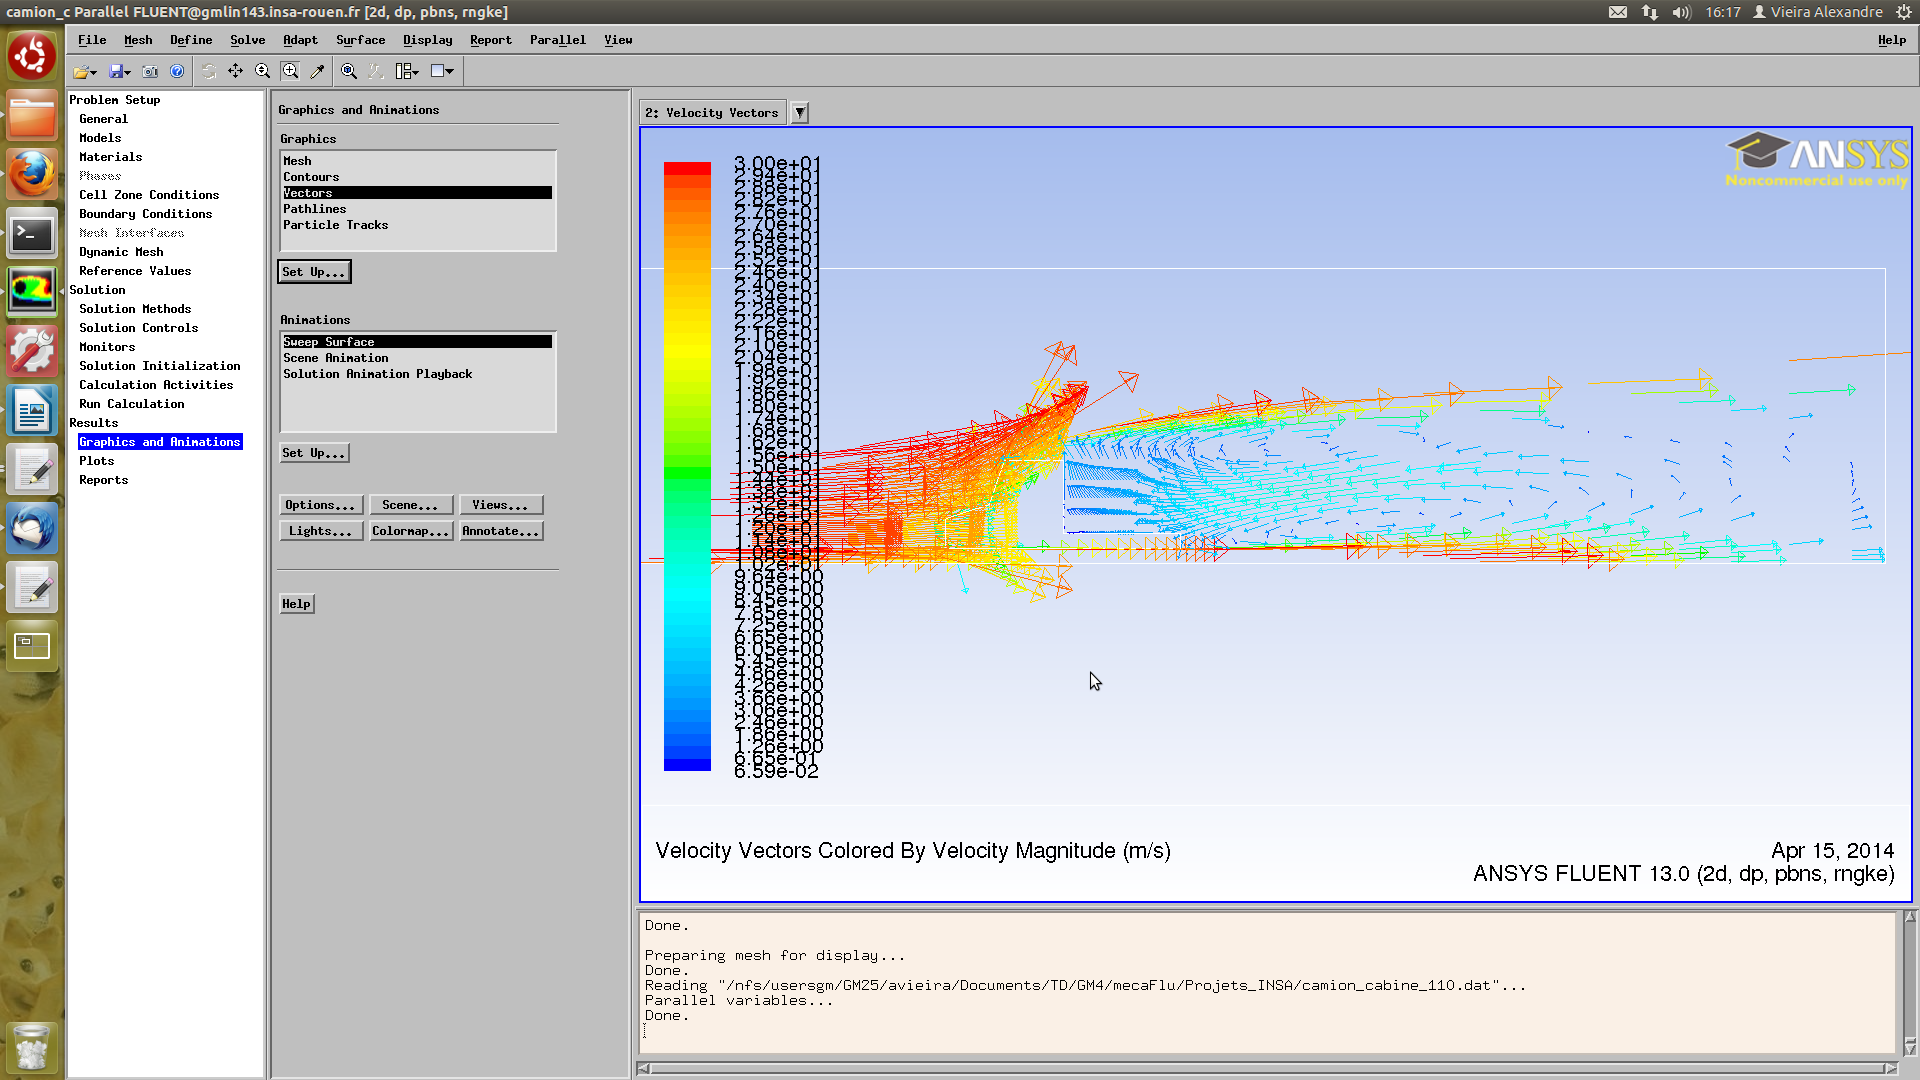 camion_c Parallel FLUENT@gmlin143.insa-rouen.fr [2d, dp, pbns, rngke]
16:17 Vieira Alexandre
File Mesh Define Solve Adapt Surface Display Report Parallel View Help
Problem Setup
General
Models
Materials
Phases
Cell Zone Conditions
Boundary Conditions
Mesh Interfaces
Dynamic Mesh
Reference Values
Solution
Solution Methods
Solution Controls
Monitors
Solution Initialization
Calculation Activities
Run Calculation
Results
Graphics and Animations
Plots
Reports
Graphics and Animations
Graphics
Mesh
Contours
Vectors
Pathlines
Particle Tracks
Set Up...
Animations
Sweep Surface
Scene Animation
Solution Animation Playback
Set Up...
Options... Scene... Views...
Lights... Colormap... Annotate...
Help
2: Velocity Vectors
ANSYS
Noncommercial use only
3.00e+01
2.94e+01
2.88e+01
2.82e+01
2.76e+01
2.70e+01
2.64e+01
2.58e+01
2.52e+01
2.46e+01
2.40e+01
2.34e+01
2.28e+01
2.22e+01
2.16e+01
2.10e+01
2.04e+01
1.98e+01
1.92e+01
1.86e+01
1.80e+01
1.74e+01
1.68e+01
1.62e+01
1.56e+01
1.50e+01
1.44e+01
1.38e+01
1.26e+01
1.20e+01
1.14e+01
1.08e+01
1.02e+01
9.64e+00
9.05e+00
8.45e+00
7.85e+00
7.25e+00
6.65e+00
6.05e+00
5.45e+00
4.86e+00
4.26e+00
3.66e+00
3.06e+00
2.46e+00
1.86e+00
1.26e+00
6.65e-01
6.59e-02
Velocity Vectors Colored By Velocity Magnitude (m/s)
Apr 15, 2014
ANSYS FLUENT 13.0 (2d, dp, pbns, rngke)
Done.
Preparing mesh for display...
Done.
Reading "/nfs/usersgm/GM25/avieira/Documents/TD/GM4/mecaFlu/Projets_INSA/camion_cabine_110.dat"...
Parallel variables...
Done.